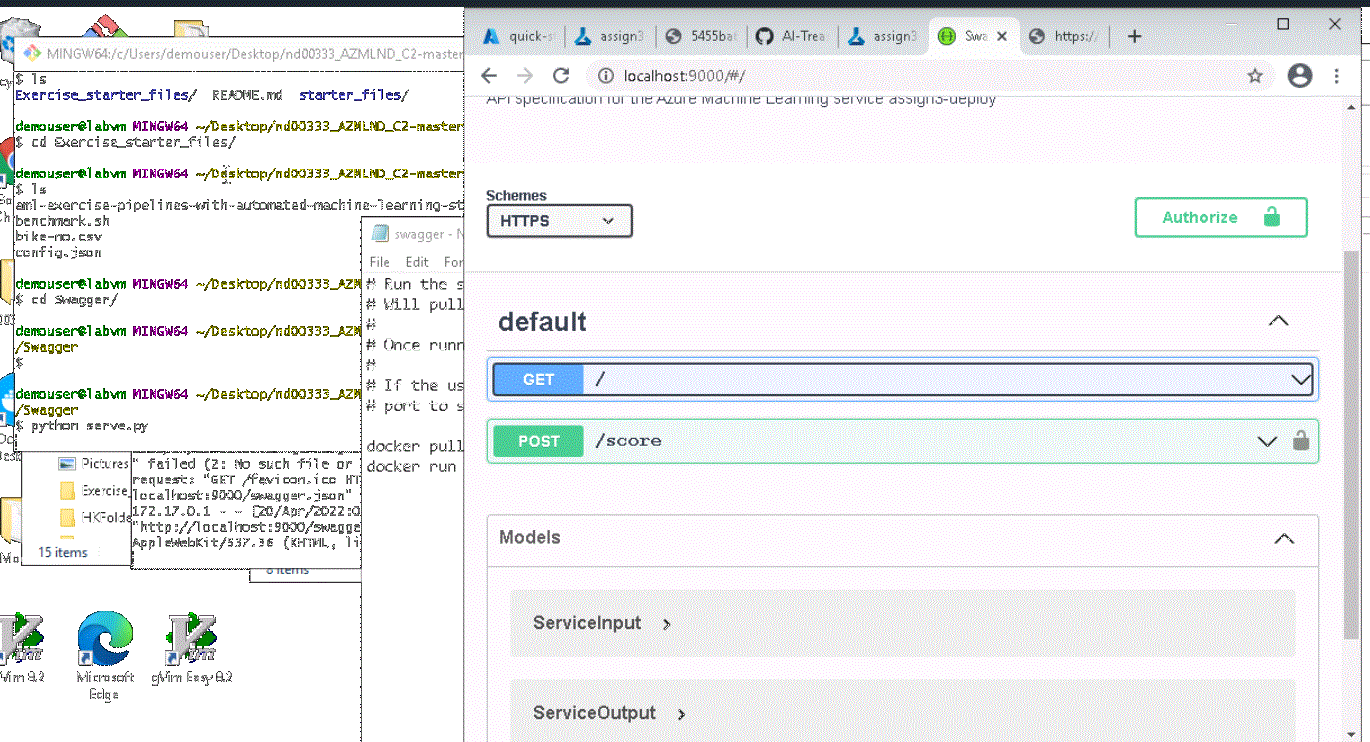 MINGW64:/c/Users/demouser/Desktop/nd00333_AZMLND_C2-master
$ ls
Exercise_starter_files/ README.md starter_files/
demouser@labvm MINGW64 ~/Desktop/nd00333_AZMLND_C2-master
$ cd Exercise_starter_files/
demouser@labvm MINGW64 ~/Desktop/nd00333_AZMLND_C2-master
$ ls
aml-exercise-pipelines-with-automated-machine-learning-st
benchmark.sh
bike-no.csv
config.json
demouser@labvm MINGW64 ~/Desktop/nd00333_AZM
$ cd Swagger/
demouser@labvm MINGW64 ~/Desktop/nd00333_AZM
/Swagger
$
demouser@labvm MINGW64 ~/Desktop/nd00333_AZM
/Swagger
$ python serve.py
Pictures
Exercise
HKFolde
15 items
" failed (2: No such file or
request: "GET /favicon.ico HT
localhost:9000/swagger.json"
172.17.0.1 - - [20/Apr/2022:0
"http://localhost:9000/swagge
AppleWebKit/537.36 (KHTML, li
8 items
swagger - N
File Edit For
# Run the s
# Will pull
#
# Once runn
#
# If the us
# port to s
docker pull
docker run
Vim 8.2
Microsoft
Edge
gVim Easy 8.2
quick-s
assign3
5455bat
AI-Trea
assign3
Swa
https:/
localhost:9000/#/
API specification for the Azure Machine Learning service assign3-deploy
Schemes
HTTPS
Authorize
default
GET /
POST /score
Models
ServiceInput
ServiceOutput